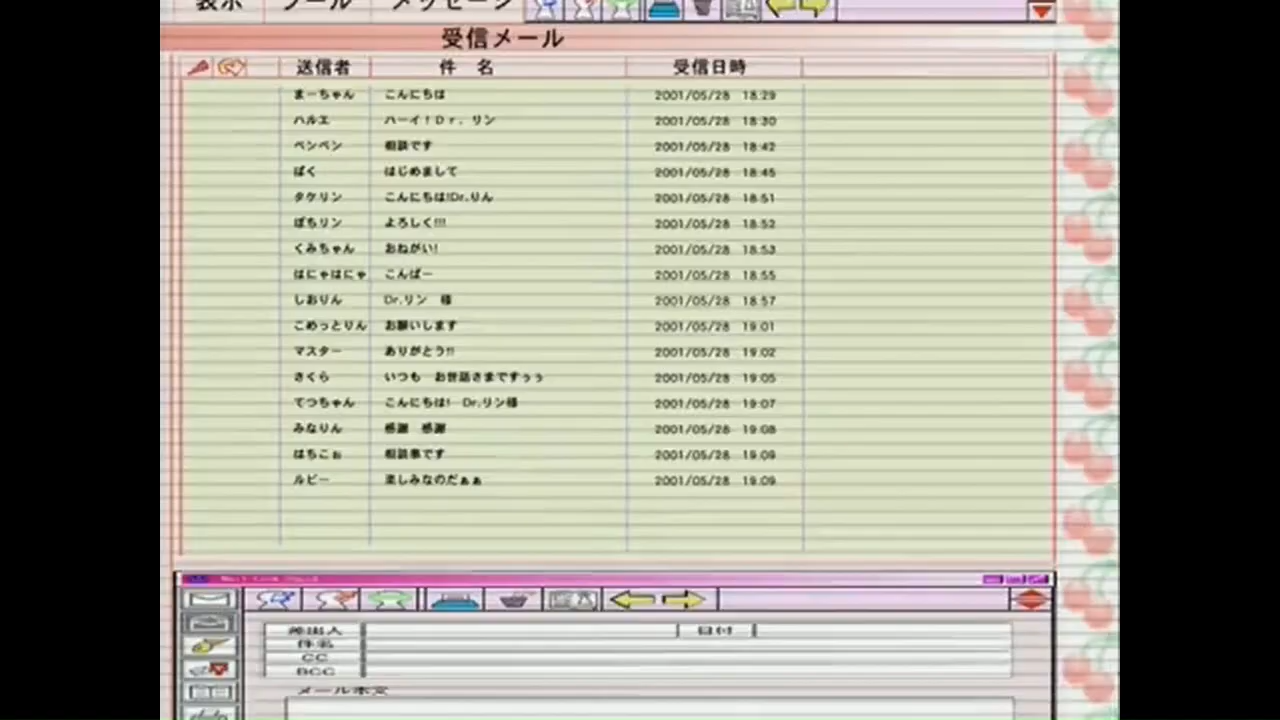 表示 ツール メッセージ
受信メール
送信者 件 名 受信日時
まーちゃん こんにちは 2001/05/28 18:29
ハルエ ハーイ！Dr．リン 2001/05/28 18:30
ペンペン 相談です 2001/05/28 18:42
ぱく はじめまして 2001/05/28 18:45
タケリン こんにちは!Dr.りん 2001/05/28 18:51
ぽちリン よろしく!!! 2001/05/28 18:52
くみちゃん おねがい! 2001/05/28 18:53
はにゃはにゃ こんばー 2001/05/28 18:55
しおりん Dr.リン 様 2001/05/28 18:57
こめっとりん お願いします 2001/05/28 19:01
マスター ありがとう!! 2001/05/28 19:02
さくら いつも お世話さまですぅぅ 2001/05/28 19:05
てつちゃん こんにちは! Dr.リン様 2001/05/28 19:07
みなりん 感謝 感謝 2001/05/28 19:08
はちこぉ 相談事です 2001/05/28 19:09
ルビー 楽しみなのだぁぁ 2001/05/28 19:09
差出人 日付
件名
CC
BCC
メール本文